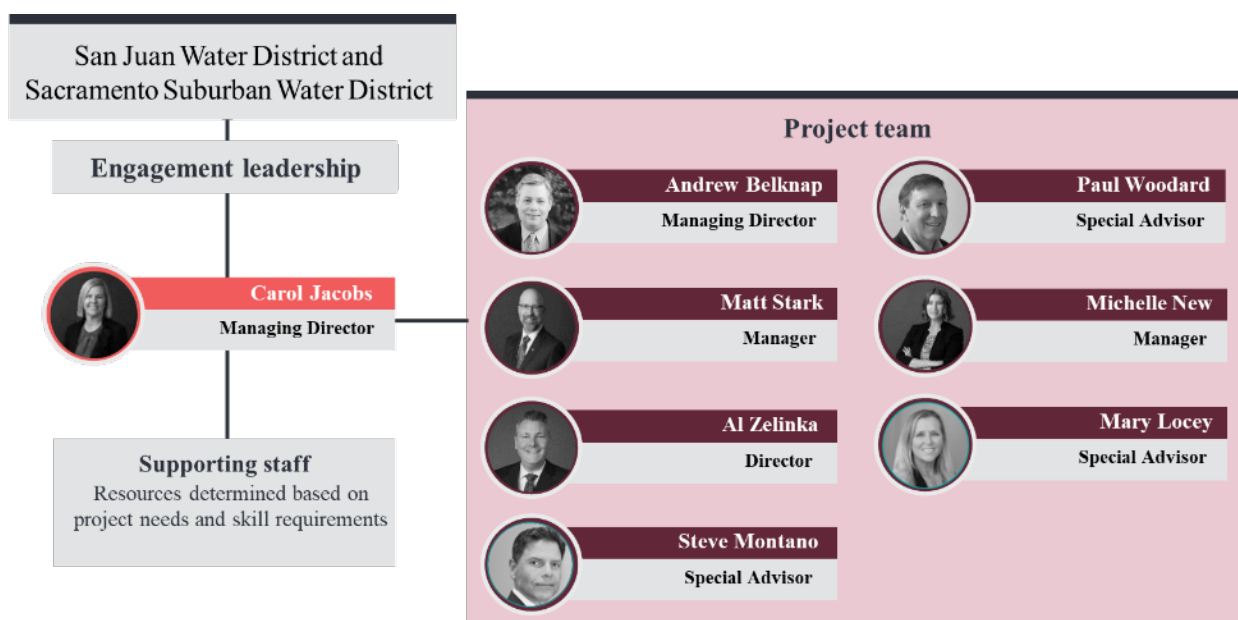 San Juan Water District and
Sacramento Suburban Water District
Engagement leadership
Carol Jacobs
Managing Director
Supporting staff
Resources determined based on
project needs and skill requirements
Project team
Andrew Belknap
Managing Director
Paul Woodard
Special Advisor
Matt Stark
Manager
Michelle New
Manager
Al Zelinka
Director
Mary Locey
Special Advisor
Steve Montano
Special Advisor